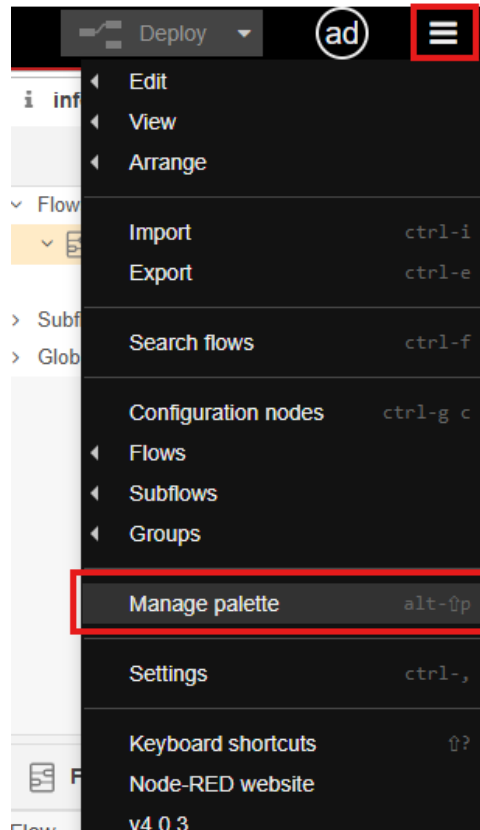 Deploy
ad
i inf
Edit
View
Arrange
Flow
Import ctrl-i
Export ctrl-e
Subf
Search flows ctrl-f
Glob
Configuration nodes ctrl-g c
Flows
Subflows
Groups
Manage palette alt-⇧p
Settings ctrl-,
Keyboard shortcuts ⇧?
F
Node-RED website
v4.0.3
Flow